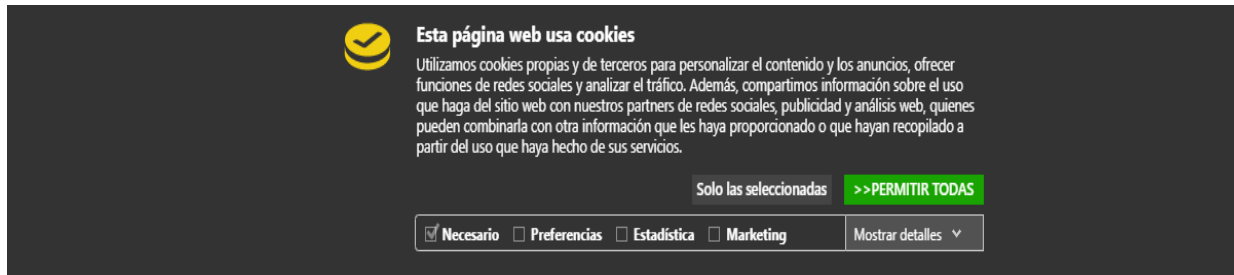 Esta página web usa cookies
Utilizamos cookies propias y de terceros para personalizar el contenido y los anuncios, ofrecer
funciones de redes sociales y analizar el tráfico. Además, compartimos información sobre el uso
que haga del sitio web con nuestros partners de redes sociales, publicidad y análisis web, quienes
pueden combinarla con otra información que les haya proporcionado o que hayan recopilado a
partir del uso que haya hecho de sus servicios.
Solo las seleccionadas >>PERMITIR TODAS
Necesario Preferencias Estadística Marketing Mostrar detalles